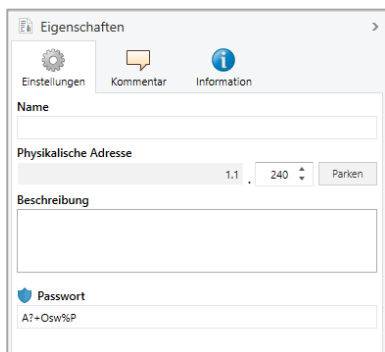 Eigenschaften
Einstellungen Kommentar Information
Name
Physikalische Adresse
1.1 . 240 Parken
Beschreibung
Passwort
A?+Osw%P